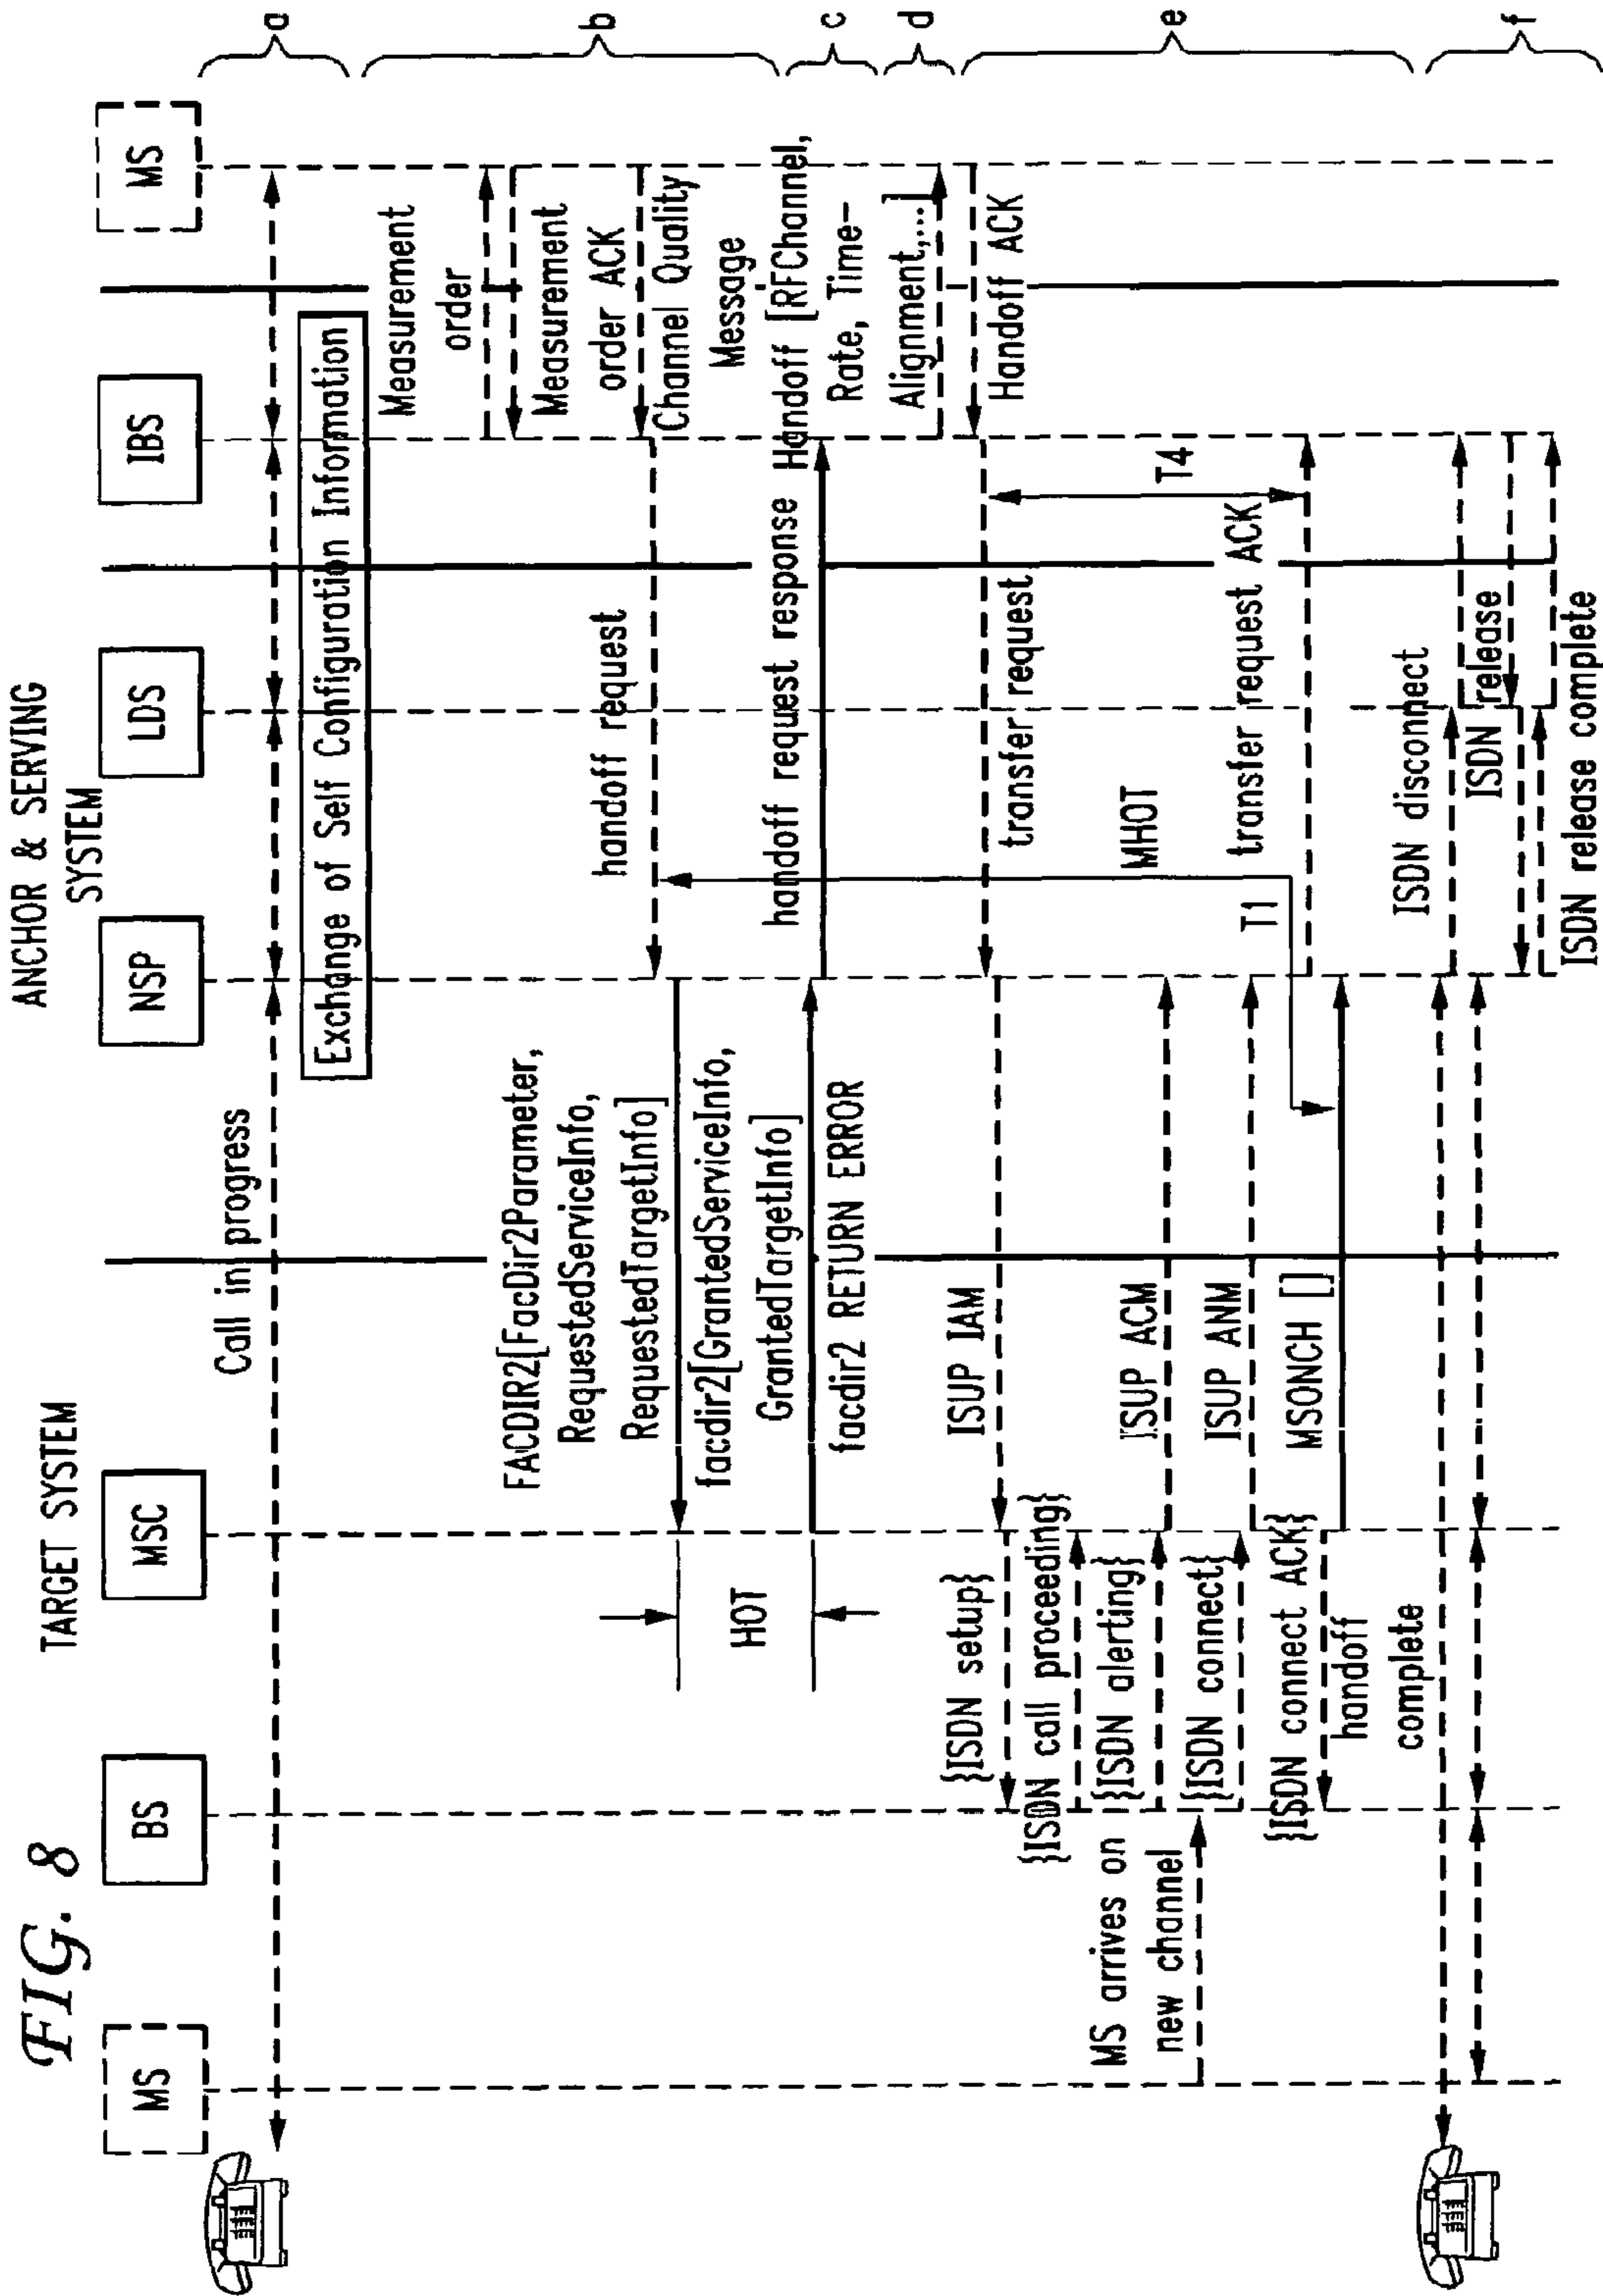 FIG. 8
TARGET SYSTEM
ANCHOR & SERVING
SYSTEM
MS
BS
MSC
NSP
LDS
IBS
MS
Call in progress
a
Exchange of Self Configuration Information
Measurement
order
Measurement
order ACK
Channel Quality
Message
b
handoff request
FACDIR2[FacDir2Parameter,
RequestedServiceInfo,
RequestedTargetInfo]
HOT
facdir2[GrantedServiceInfo,
GrantedTargetInfo]
facdir2 RETURN ERROR
handoff request response
c
Handoff [RFChannel,
Rate, Time-
Alignment,...]
d
Handoff ACK
transfer request
ISUP IAM
{ISDN setup}
{ISDN call proceeding}
{ISDN alerting}
ISUP ACM
MS arrives on
new channel
{ISDN connect}
ISUP ANM
{ISDN connect ACK}
MHOT
T1
T4
transfer request ACK
MSONCH []
e
handoff
complete
ISDN disconnect
ISDN release
ISDN release complete
f